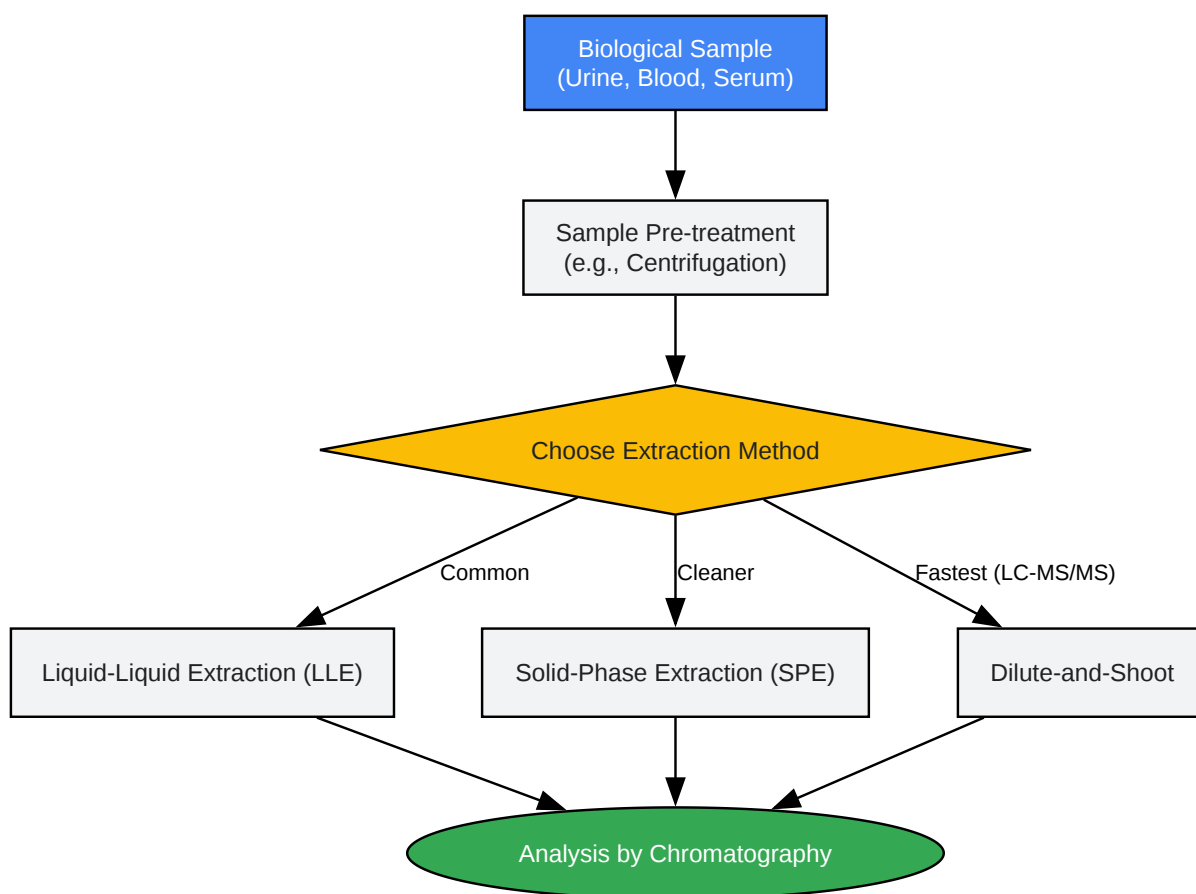 Biological Sample
(Urine, Blood, Serum)
Sample Pre-treatment
(e.g., Centrifugation)
Choose Extraction Method
Common
Cleaner
Fastest (LC-MS/MS)
Liquid-Liquid Extraction (LLE)
Solid-Phase Extraction (SPE)
Dilute-and-Shoot
Analysis by Chromatography